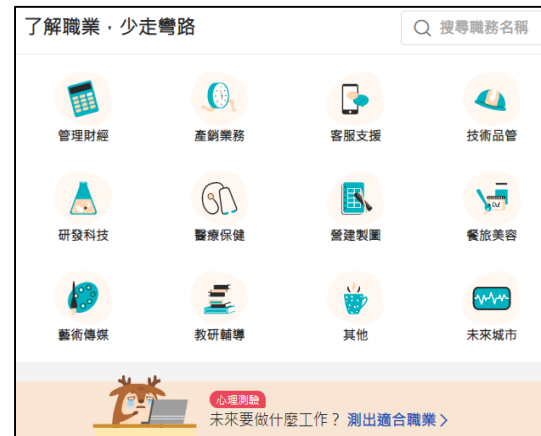 了解職業．少走彎路
搜尋職務名稱
管理財經
產銷業務
客服支援
技術品管
研發科技
醫療保健
營建製圖
餐旅美容
藝術傳媒
教研輔導
其他
未來城市
心理測驗
未來要做什麼工作？ 測出適合職業 >